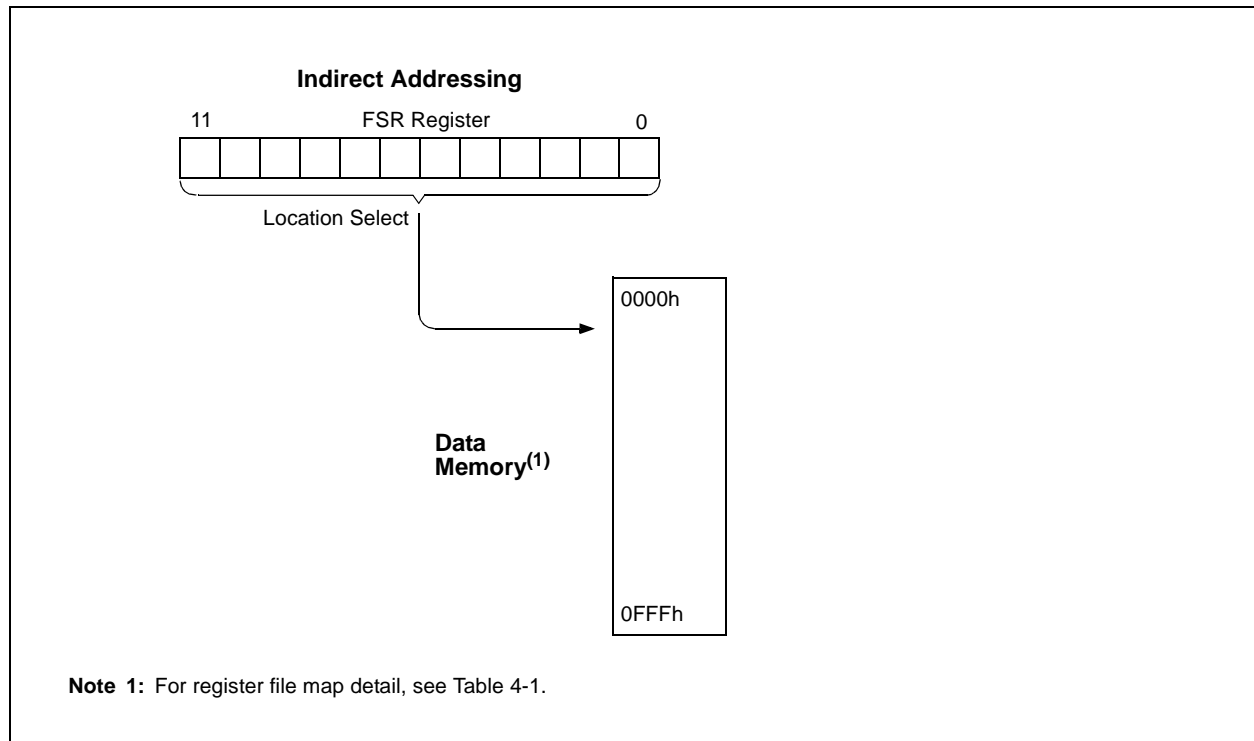 Indirect Addressing
11 FSR Register 0
Location Select
0000h
Data
Memory(1)
0FFFh
Note 1: For register file map detail, see Table 4-1.